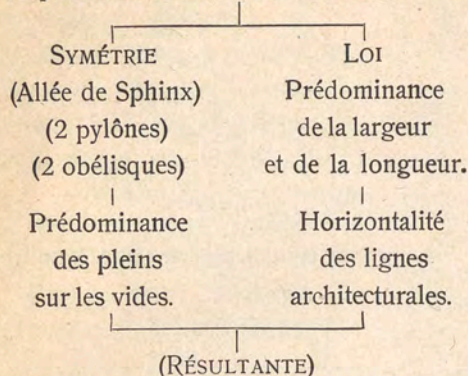 SYMÉTRIE
(Allée de Sphinx)
(2 pylônes)
(2 obélisques)
Prédominance
des pleins
sur les vides.
LOI
Prédominance
de la largeur
et de la longueur.
Horizontalité
des lignes
architecturales.
(RÉSULTANTE)